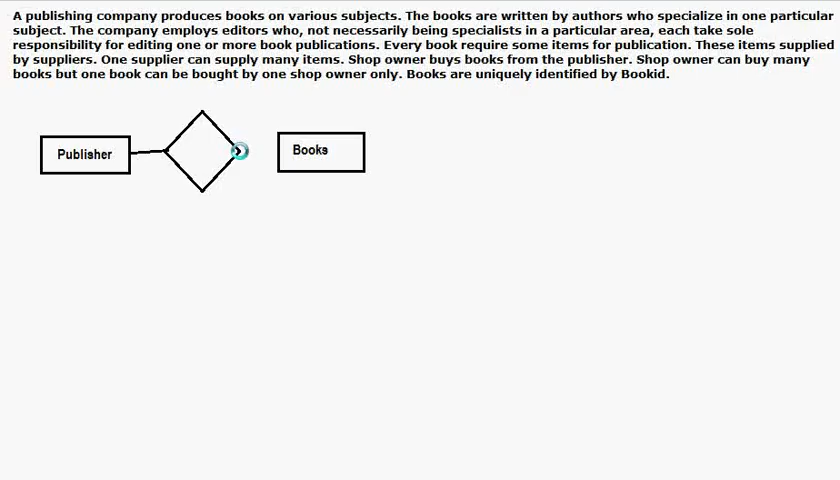 A publishing company produces books on various subjects. The books are written by authors who specialize in one particular
subject. The company employs editors who, not necessarily being specialists in a particular area, each take sole
responsibility for editing one or more book publications. Every book require some items for publication. These items supplied
by suppliers. One supplier can supply many items. Shop owner buys books from the publisher. Shop owner can buy many
books but one book can be bought by one shop owner only. Books are uniquely identified by Bookid.
Publisher
Books